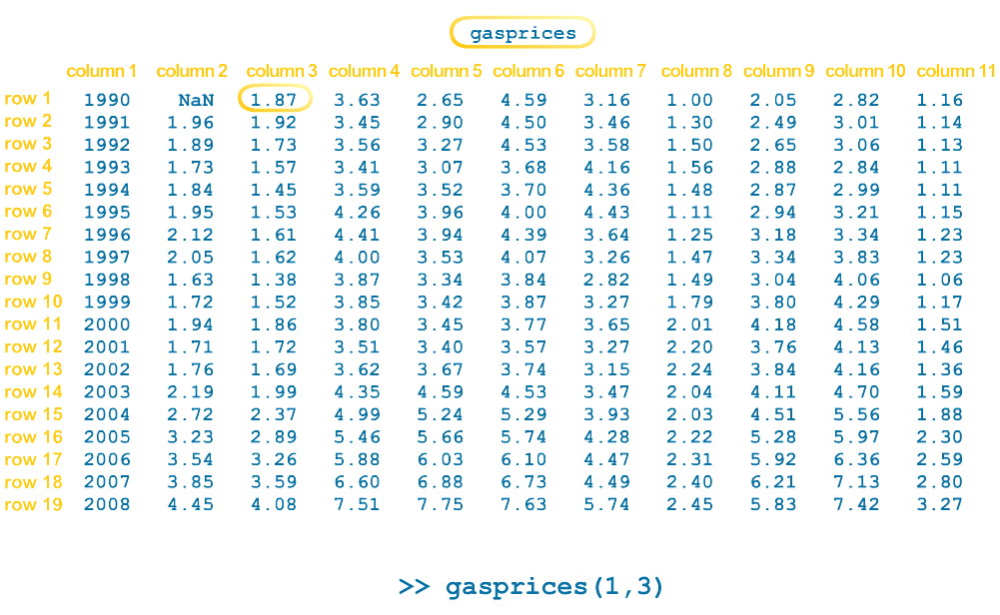 gasprices
column 1 column 2 column 3 column 4 column 5 column 6 column 7 column 8 column 9 column 10 column 11
row 1 1990 NaN 1.87 3.63 2.65 4.59 3.16 1.00 2.05 2.82 1.16
row 2 1991 1.96 1.92 3.45 2.90 4.50 3.46 1.30 2.49 3.01 1.14
row 3 1992 1.89 1.73 3.56 3.27 4.53 3.58 1.50 2.65 3.06 1.13
row 4 1993 1.73 1.57 3.41 3.07 3.68 4.16 1.56 2.88 2.84 1.11
row 5 1994 1.84 1.45 3.59 3.52 3.70 4.36 1.48 2.87 2.99 1.11
row 6 1995 1.95 1.53 4.26 3.96 4.00 4.43 1.11 2.94 3.21 1.15
row 7 1996 2.12 1.61 4.41 3.94 4.39 3.64 1.25 3.18 3.34 1.23
row 8 1997 2.05 1.62 4.00 3.53 4.07 3.26 1.47 3.34 3.83 1.23
row 9 1998 1.63 1.38 3.87 3.34 3.84 2.82 1.49 3.04 4.06 1.06
row 10 1999 1.72 1.52 3.85 3.42 3.87 3.27 1.79 3.80 4.29 1.17
row 11 2000 1.94 1.86 3.80 3.45 3.77 3.65 2.01 4.18 4.58 1.51
row 12 2001 1.71 1.72 3.51 3.40 3.57 3.27 2.20 3.76 4.13 1.46
row 13 2002 1.76 1.69 3.62 3.67 3.74 3.15 2.24 3.84 4.16 1.36
row 14 2003 2.19 1.99 4.35 4.59 4.53 3.47 2.04 4.11 4.70 1.59
row 15 2004 2.72 2.37 4.99 5.24 5.29 3.93 2.03 4.51 5.56 1.88
row 16 2005 3.23 2.89 5.46 5.66 5.74 4.28 2.22 5.28 5.97 2.30
row 17 2006 3.54 3.26 5.88 6.03 6.10 4.47 2.31 5.92 6.36 2.59
row 18 2007 3.85 3.59 6.60 6.88 6.73 4.49 2.40 6.21 7.13 2.80
row 19 2008 4.45 4.08 7.51 7.75 7.63 5.74 2.45 5.83 7.42 3.27
>> gasprices(1,3)